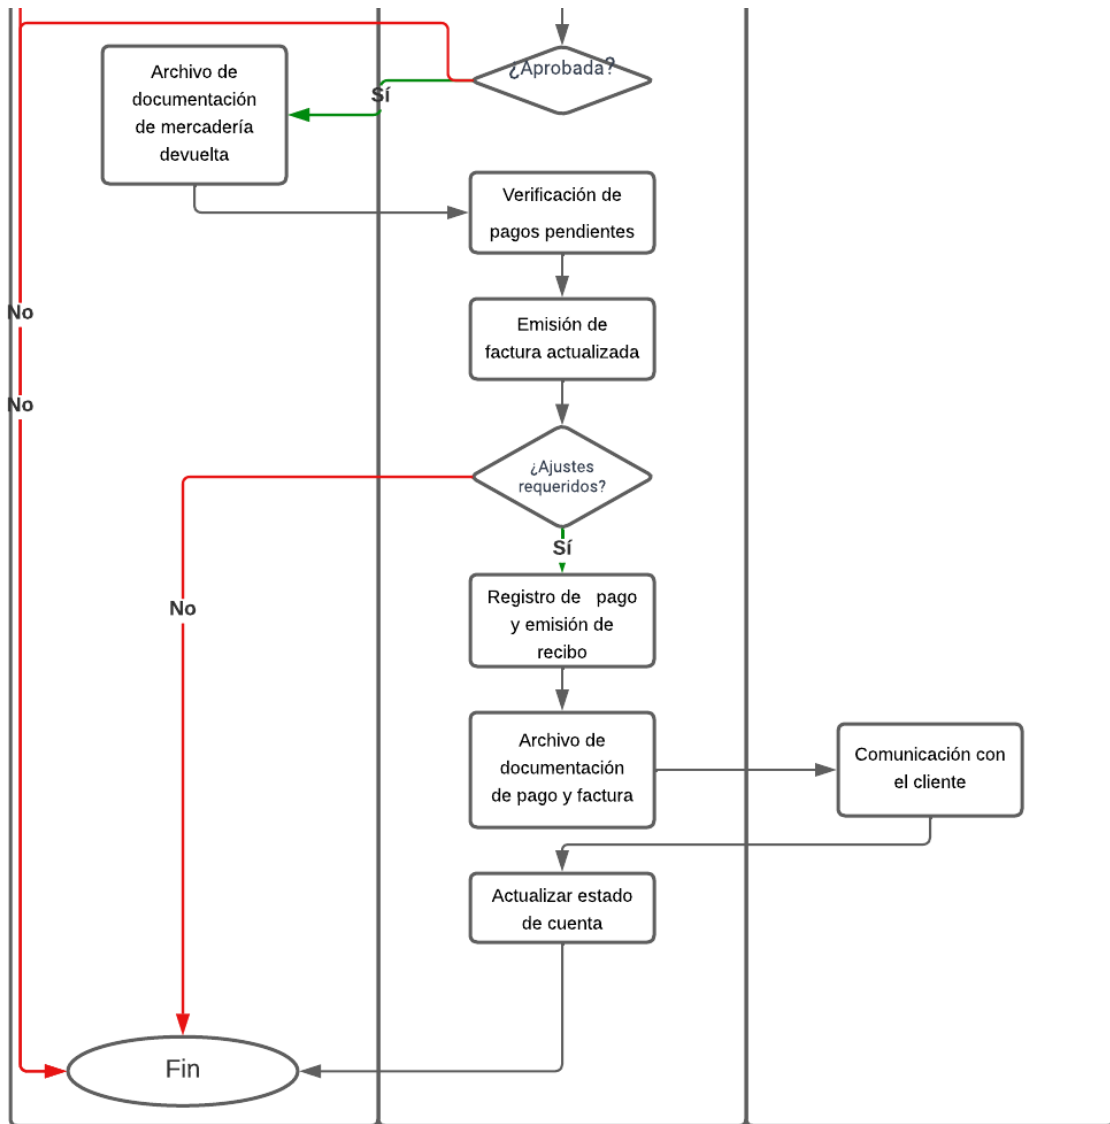 ¿Aprobada?
Archivo de
documentación
de mercadería
devuelta
Sí
Verificación de
pagos pendientes
No
Emisión de
factura actualizada
No
¿Ajustes
requeridos?
Sí
No
Registro de pago
y emisión de
recibo
Archivo de
documentación
de pago y factura
Comunicación con
el cliente
Actualizar estado
de cuenta
Fin